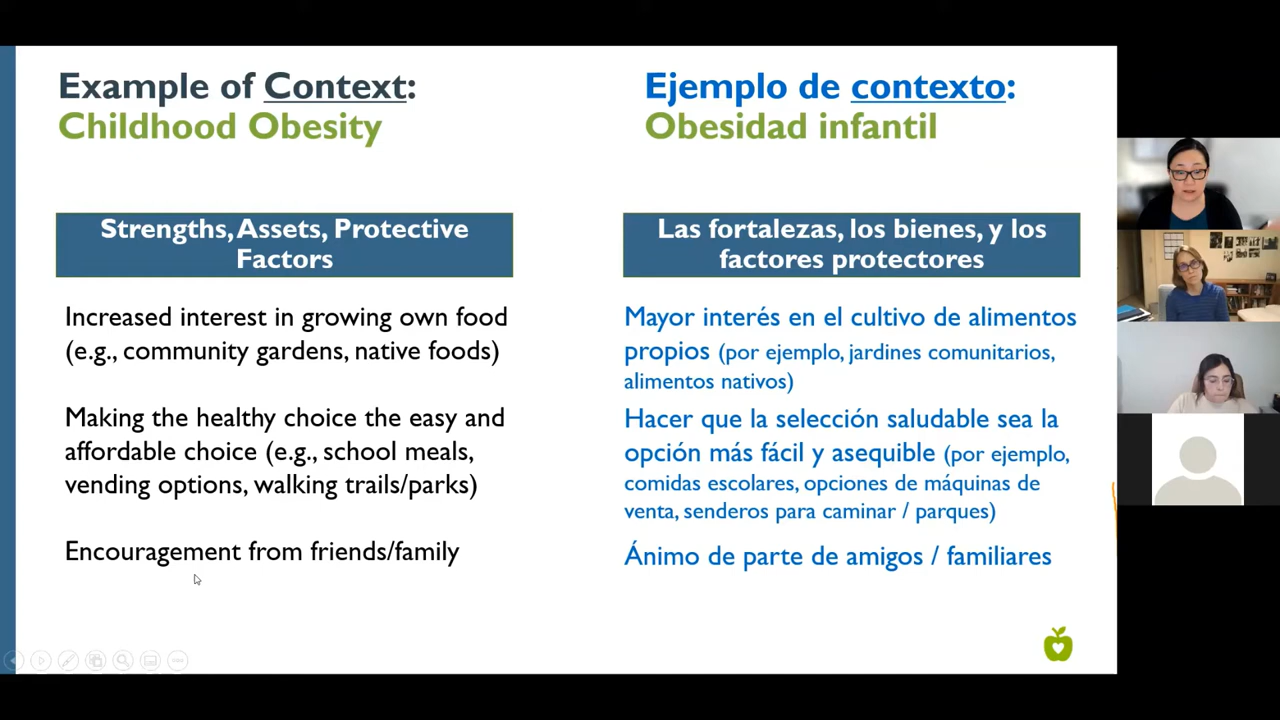 Example of Context:
Childhood Obesity
Strengths, Assets, Protective
Factors
Increased interest in growing own food
(e.g., community gardens, native foods)
Making the healthy choice the easy and
affordable choice (e.g., school meals,
vending options, walking trails/parks)
Encouragement from friends/family
Ejemplo de contexto:
Obesidad infantil
Las fortalezas, los bienes, y los
factores protectores
Mayor interés en el cultivo de alimentos
propios (por ejemplo, jardines comunitarios,
alimentos nativos)
Hacer que la selección saludable sea la
opción más fácil y asequible (por ejemplo,
comidas escolares, opciones de máquinas de
venta, senderos para caminar / parques)
Ánimo de parte de amigos / familiares